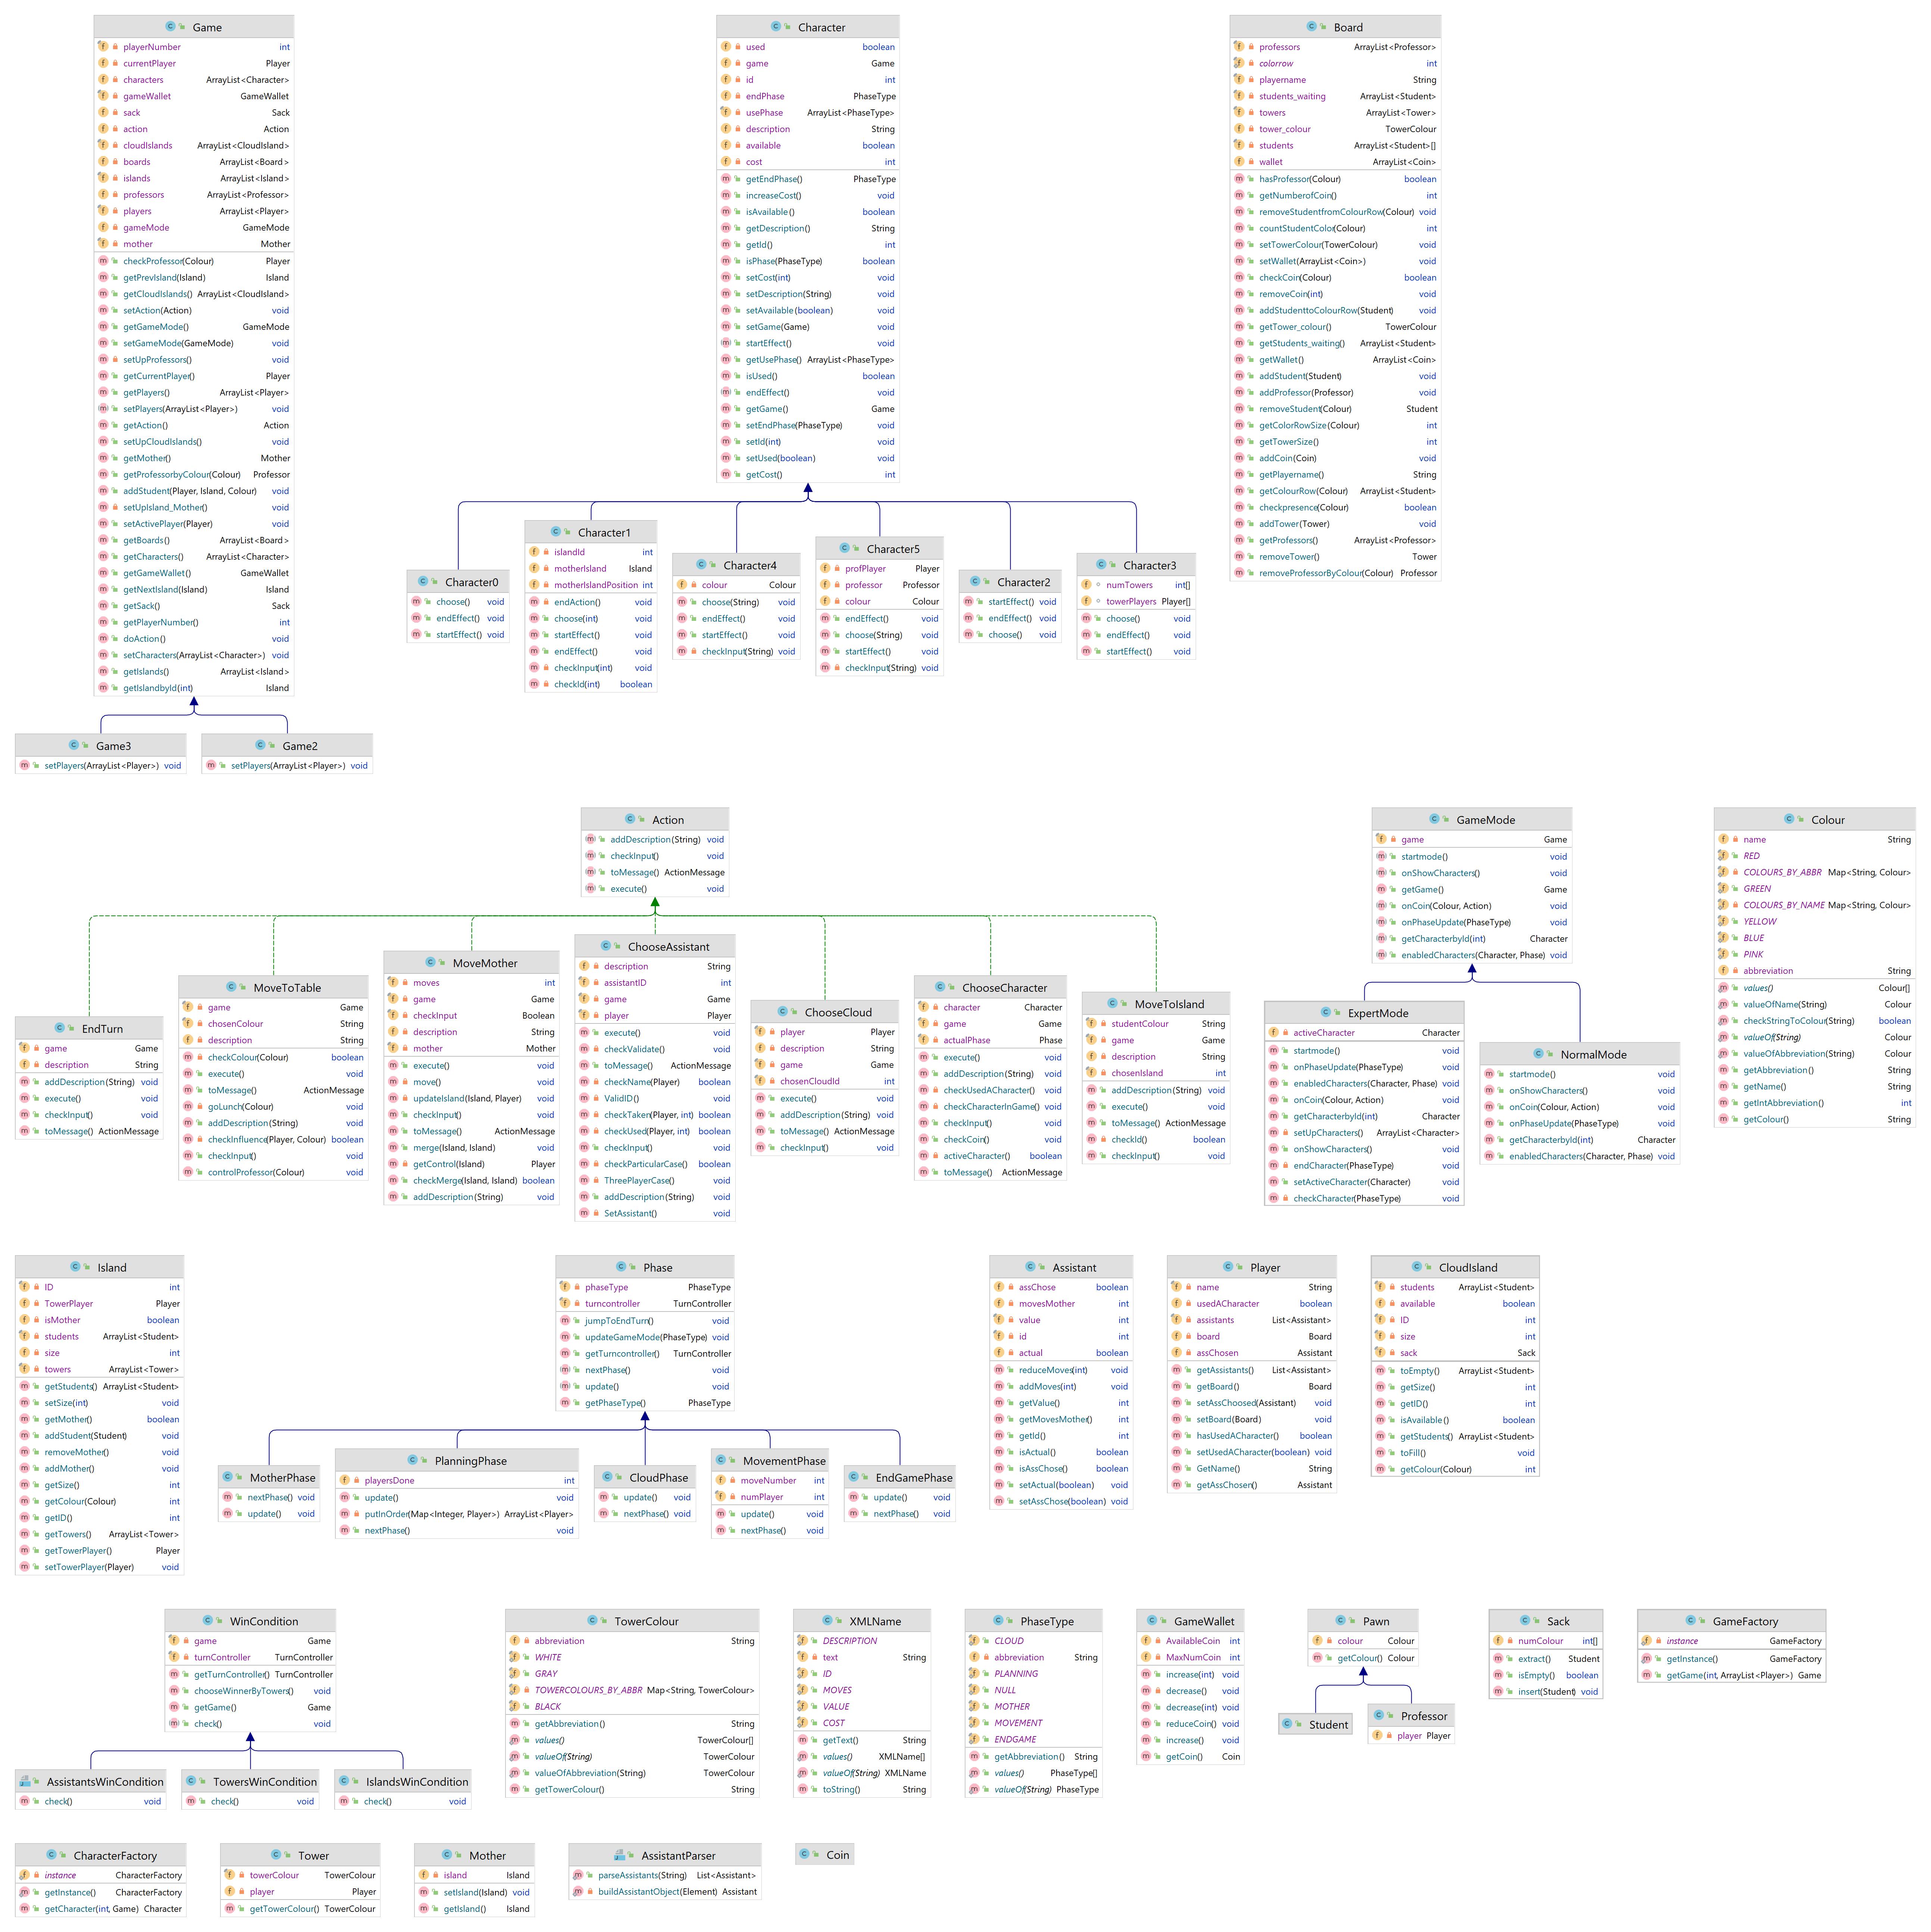 Game
playerNumber int
currentPlayer Player
characters ArrayList<Character>
gameWallet GameWallet
sack Sack
action Action
cloudIslands ArrayList<CloudIsland>
boards ArrayList<Board>
islands ArrayList<Island>
professors ArrayList<Professor>
players ArrayList<Player>
gameMode GameMode
mother Mother
checkProfessor(Colour) Player
getPrevIsland(Island) Island
getCloudIslands() ArrayList<CloudIsland>
setAction(Action) void
getGameMode() GameMode
setGameMode(GameMode) void
setUpProfessors() void
getCurrentPlayer() Player
getPlayers() ArrayList<Player>
setPlayers(ArrayList<Player>) void
getAction() Action
setUpCloudIslands() void
getMother() Mother
getProfessorbyColour(Colour) Professor
addStudent(Player, Island, Colour) void
setUpIsland_Mother() void
setActivePlayer(Player) void
getBoards() ArrayList<Board>
getCharacters() ArrayList<Character>
getGameWallet() GameWallet
getNextIsland(Island) Island
getSack() Sack
getPlayerNumber() int
doAction() void
setCharacters(ArrayList<Character>) void
getIslands() ArrayList<Island>
getIslandbyId(int) Island
Game3
setPlayers(ArrayList<Player>) void
Game2
setPlayers(ArrayList<Player>) void
Character
used boolean
game Game
id int
endPhase PhaseType
usePhase ArrayList<PhaseType>
description String
available boolean
cost int
getEndPhase() PhaseType
increaseCost() void
isAvailable() boolean
getDescription() String
getId() int
isPhase(PhaseType) boolean
setCost(int) void
setDescription(String) void
setAvailable(boolean) void
setGame(Game) void
startEffect() void
getUsePhase() ArrayList<PhaseType>
isUsed() boolean
endEffect() void
getGame() Game
setEndPhase(PhaseType) void
setId(int) void
setUsed(boolean) void
getCost() int
Character0
choose() void
endEffect() void
startEffect() void
Character1
islandId int
motherIsland Island
motherIslandPosition int
endAction() void
choose(int) void
startEffect() void
endEffect() void
checkInput(int) void
checkId(int) boolean
Character4
colour Colour
choose(String) void
endEffect() void
startEffect() void
checkInput(String) void
Character5
profPlayer Player
professor Professor
colour Colour
endEffect() void
choose(String) void
startEffect() void
checkInput(String) void
Character2
startEffect() void
endEffect() void
choose() void
Character3
numTowers int[]
towerPlayers Player[]
choose() void
endEffect() void
startEffect() void
Board
professors ArrayList<Professor>
colorrow int
playername String
students_waiting ArrayList<Student>
towers ArrayList<Tower>
tower_colour TowerColour
students ArrayList<Student>[]
wallet ArrayList<Coin>
hasProfessor(Colour) boolean
getNumberofCoin() int
removeStudentfromColourRow(Colour) void
countStudentColor(Colour) int
setTowerColour(TowerColour) void
setWallet(ArrayList<Coin>) void
checkCoin(Colour) boolean
removeCoin(int) void
addStudenttoColourRow(Student) void
getTower_colour() TowerColour
getStudents_waiting() ArrayList<Student>
getWallet() ArrayList<Coin>
addStudent(Student) void
addProfessor(Professor) void
removeStudent(Colour) Student
getColorRowSize(Colour) int
getTowerSize() int
addCoin(Coin) void
getPlayername() String
getColourRow(Colour) ArrayList<Student>
checkpresence(Colour) boolean
addTower(Tower) void
getProfessors() ArrayList<Professor>
removeTower() Tower
removeProfessorByColour(Colour) Professor
Action
addDescription(String) void
checkInput() void
toMessage() ActionMessage
execute() void
EndTurn
game Game
description String
addDescription(String) void
execute() void
checkInput() void
toMessage() ActionMessage
MoveToTable
game Game
chosenColour String
description String
checkColour(Colour) boolean
execute() void
toMessage() ActionMessage
goLunch(Colour) void
addDescription(String) void
checkInfluence(Player, Colour) boolean
checkInput() void
controlProfessor(Colour) void
MoveMother
moves int
game Game
checkInput Boolean
description String
mother Mother
execute() void
move() void
updateIsland(Island, Player) void
checkInput() void
toMessage() ActionMessage
merge(Island, Island) void
getControl(Island) Player
checkMerge(Island, Island) boolean
addDescription(String) void
ChooseAssistant
description String
assistantID int
game Game
player Player
execute() void
checkValidate() void
toMessage() ActionMessage
checkName(Player) boolean
ValidID() void
checkTaken(Player, int) boolean
checkUsed(Player, int) boolean
checkInput() void
checkParticularCase() boolean
ThreePlayerCase() void
addDescription(String) void
SetAssistant() void
ChooseCloud
player Player
description String
game Game
chosenCloudId int
execute() void
addDescription(String) void
toMessage() ActionMessage
checkInput() void
ChooseCharacter
character Character
game Game
actualPhase Phase
execute() void
addDescription(String) void
checkUsedACharacter() void
checkCharacterInGame() void
checkInput() void
checkCoin() void
activeCharacter() boolean
toMessage() ActionMessage
MoveToIsland
studentColour String
game Game
description String
chosenIsland int
addDescription(String) void
execute() void
toMessage() ActionMessage
checkId() boolean
checkInput() void
GameMode
game Game
startmode() void
onShowCharacters() void
getGame() Game
onCoin(Colour, Action) void
onPhaseUpdate(PhaseType) void
getCharacterbyId(int) Character
enabledCharacters(Character, Phase) void
ExpertMode
activeCharacter Character
startmode() void
onPhaseUpdate(PhaseType) void
enabledCharacters(Character, Phase) void
onCoin(Colour, Action) void
getCharacterbyId(int) Character
setUpCharacters() ArrayList<Character>
onShowCharacters() void
endCharacter(PhaseType) void
setActiveCharacter(Character) void
checkCharacter(PhaseType) void
NormalMode
startmode() void
onShowCharacters() void
onCoin(Colour, Action) void
onPhaseUpdate(PhaseType) void
getCharacterbyId(int) Character
enabledCharacters(Character, Phase) void
Colour
name String
RED
COLOURS_BY_ABBR Map<String, Colour>
GREEN
COLOURS_BY_NAME Map<String, Colour>
YELLOW
BLUE
PINK
abbreviation String
values() Colour[]
valueOfName(String) Colour
checkStringToColour(String) boolean
valueOf(String) Colour
valueOfAbbreviation(String) Colour
getAbbreviation() String
getName() String
getIntAbbreviation() int
getColour() String
Island
ID int
TowerPlayer Player
isMother boolean
students ArrayList<Student>
size int
towers ArrayList<Tower>
getStudents() ArrayList<Student>
setSize(int) void
getMother() boolean
addStudent(Student) void
removeMother() void
addMother() void
getSize() int
getColour(Colour) int
getID() int
getTowers() ArrayList<Tower>
getTowerPlayer() Player
setTowerPlayer(Player) void
Phase
phaseType PhaseType
turncontroller TurnController
jumpToEndTurn() void
updateGameMode(PhaseType) void
getTurncontroller() TurnController
nextPhase() void
update() void
getPhaseType() PhaseType
MotherPhase
nextPhase() void
update() void
PlanningPhase
playersDone int
update() void
putInOrder(Map<Integer, Player>) ArrayList<Player>
nextPhase() void
CloudPhase
update() void
nextPhase() void
MovementPhase
moveNumber int
numPlayer int
update() void
nextPhase() void
EndGamePhase
update() void
nextPhase() void
Assistant
assChose boolean
movesMother int
value int
id int
actual boolean
reduceMoves(int) void
addMoves(int) void
getValue() int
getMovesMother() int
getId() int
isActual() boolean
isAssChose() boolean
setActual(boolean) void
setAssChose(boolean) void
Player
name String
usedACharacter boolean
assistants List<Assistant>
board Board
assChosen Assistant
getAssistants() List<Assistant>
getBoard() Board
setAssChoosed(Assistant) void
setBoard(Board) void
hasUsedACharacter() boolean
setUsedACharacter(boolean) void
GetName() String
getAssChosen() Assistant
CloudIsland
students ArrayList<Student>
available boolean
ID int
size int
sack Sack
toEmpty() ArrayList<Student>
getSize() int
getID() int
isAvailable() boolean
getStudents() ArrayList<Student>
toFill() void
getColour(Colour) int
WinCondition
game Game
turnController TurnController
getTurnController() TurnController
chooseWinnerByTowers() void
getGame() Game
check() void
AssistantsWinCondition
check() void
TowersWinCondition
check() void
IslandsWinCondition
check() void
TowerColour
abbreviation String
WHITE
GRAY
TOWERCOLOURS_BY_ABBR Map<String, TowerColour>
BLACK
getAbbreviation() String
values() TowerColour[]
valueOf(String) TowerColour
valueOfAbbreviation(String) TowerColour
getTowerColour() String
XMLName
DESCRIPTION
text String
ID
MOVES
VALUE
COST
getText() String
values() XMLName[]
valueOf(String) XMLName
toString() String
PhaseType
CLOUD
abbreviation String
PLANNING
NULL
MOTHER
MOVEMENT
ENDGAME
getAbbreviation() String
values() PhaseType[]
valueOf(String) PhaseType
GameWallet
AvailableCoin int
MaxNumCoin int
increase(int) void
decrease() void
decrease(int) void
reduceCoin() void
increase() void
getCoin() Coin
Pawn
colour Colour
getColour() Colour
Student
Professor
player Player
Sack
numColour int[]
extract() Student
isEmpty() boolean
insert(Student) void
GameFactory
instance GameFactory
getInstance() GameFactory
getGame(int, ArrayList<Player>) Game
CharacterFactory
instance CharacterFactory
getInstance() CharacterFactory
getCharacter(int, Game) Character
Tower
towerColour TowerColour
player Player
getTowerColour() TowerColour
Mother
island Island
setIsland(Island) void
getIsland() Island
AssistantParser
parseAssistants(String) List<Assistant>
buildAssistantObject(Element) Assistant
Coin